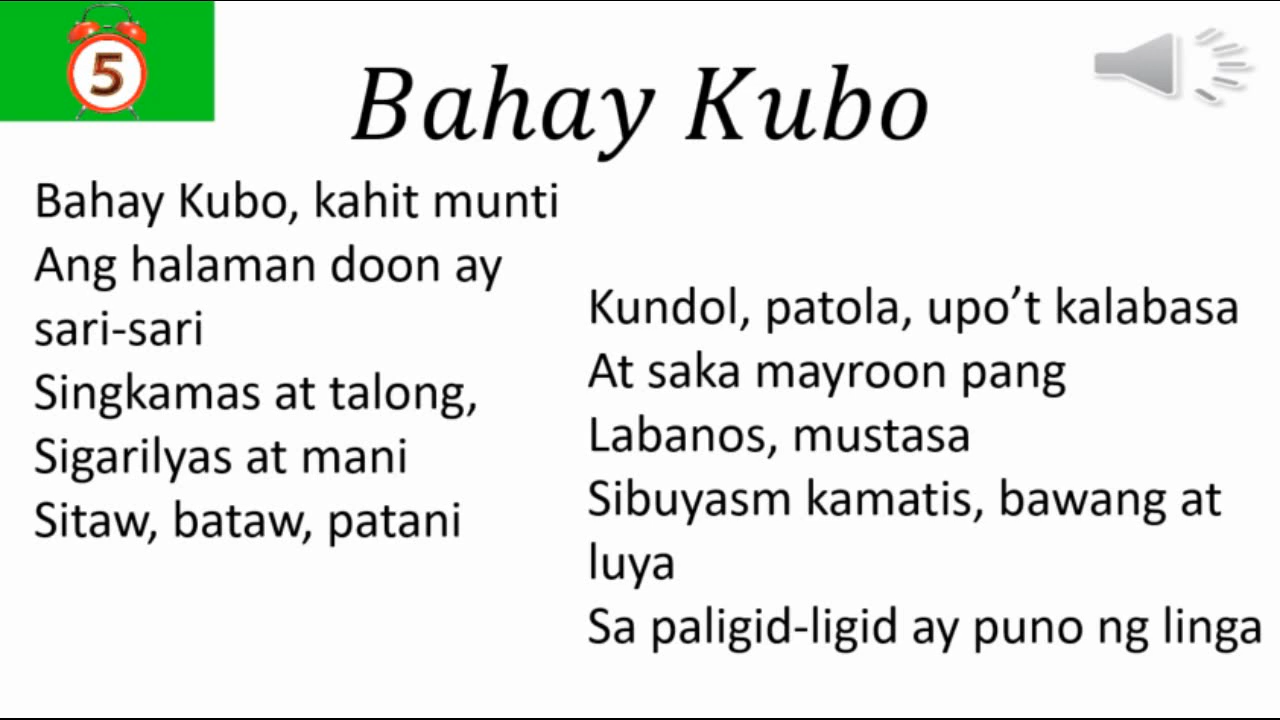 5
Bahay Kubo
Bahay Kubo, kahit munti
Ang halaman doon ay
sari-sari
Singkamas at talong,
Sigarilyas at mani
Sitaw, bataw, patani
Kundol, patola, upo’t kalabasa
At saka mayroon pang
Labanos, mustasa
Sibuyasm kamatis, bawang at
luya
Sa paligid-ligid ay puno ng linga